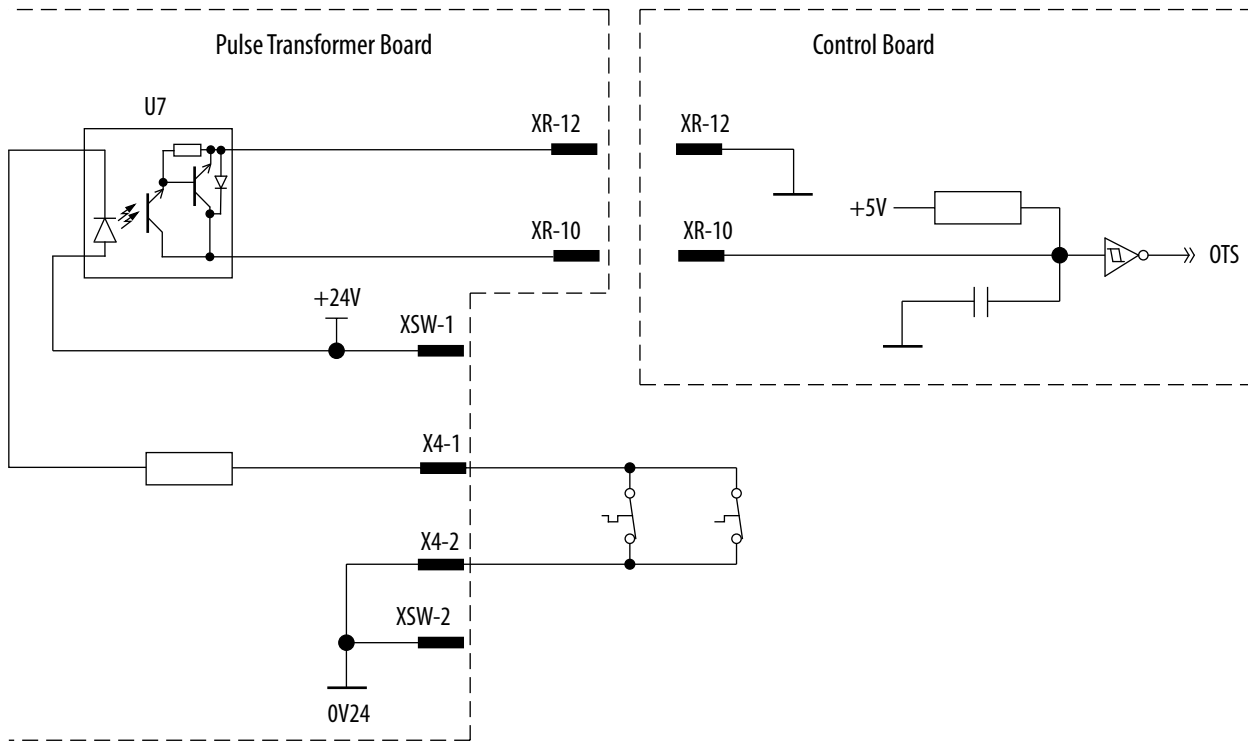 Pulse Transformer Board
Control Board
U7
XR-12
XR-12
+5V
XR-10
XR-10
OTS
+24V
XSW-1
X4-1
X4-2
XSW-2
0V24